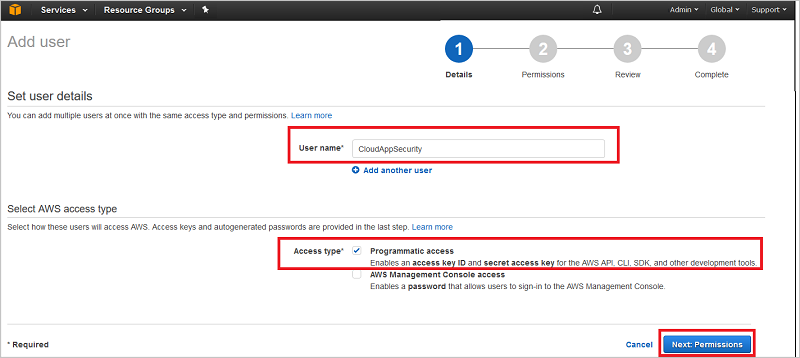 Services Resource Groups Admin Global Support
Add user
1 2 3 4
Details Permissions Review Complete
Set user details
You can add multiple users at once with the same access type and permissions. Learn more
User name* CloudAppSecurity
Add another user
Select AWS access type
Select how these users will access AWS. Access keys and autogenerated passwords are provided in the last step. Learn more
Access type* Programmatic access
Enables an access key ID and secret access key for the AWS API, CLI, SDK, and other development tools.
AWS Management Console access
Enables a password that allows users to sign-in to the AWS Management Console.
* Required Cancel Next: Permissions